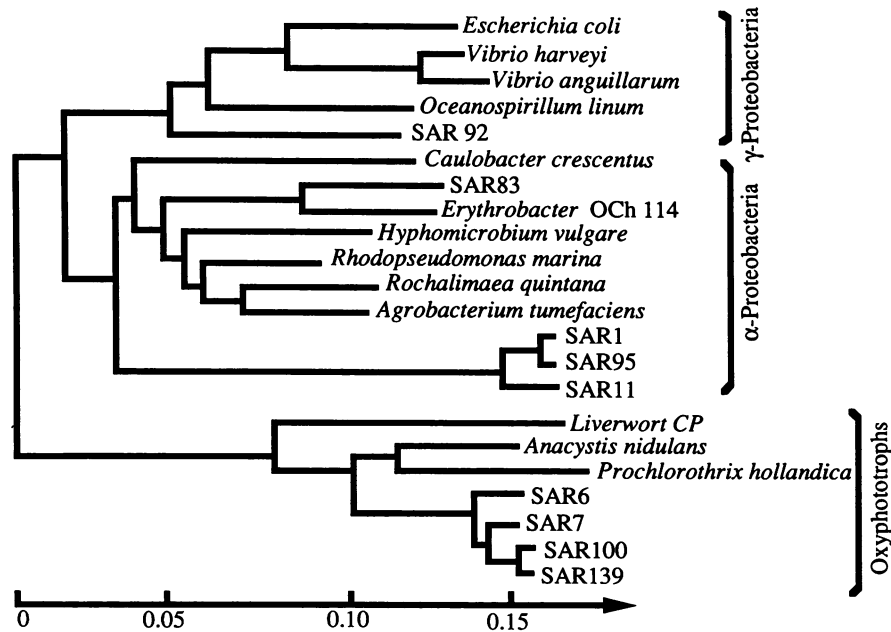 Escherichia coli
Vibrio harveyi
Vibrio anguillarum
Oceanospirillum linum
SAR 92
γ-Proteobacteria
Caulobacter crescentus
SAR83
Erythrobacter OCh 114
Hyphomicrobium vulgare
Rhodopseudomonas marina
Rochalimaea quintana
Agrobacterium tumefaciens
SAR1
SAR95
SAR11
α-Proteobacteria
Liverwort CP
Anacystis nidulans
Prochlorothrix hollandica
SAR6
SAR7
SAR100
SAR139
Oxyphototrophs
0 0.05 0.10 0.15